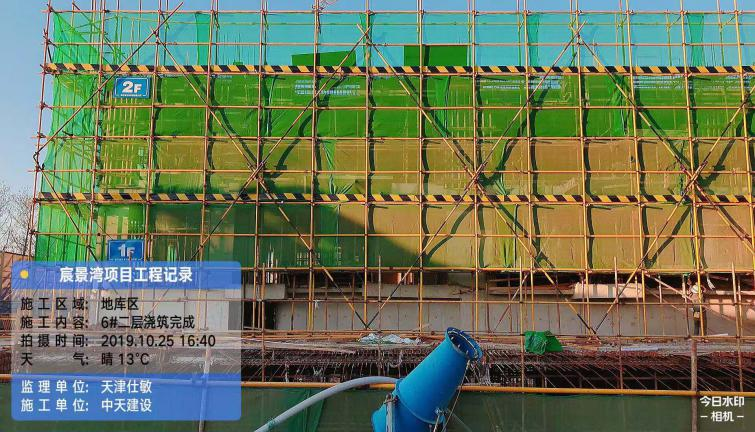 2F
1F
宸景湾项目工程记录
施工区域: 地库区
施工内容: 6#二层浇筑完成
拍摄时间: 2019.10.25 16:40
天气: 晴 13℃
监理单位: 天津仕敏
施工单位: 中天建设
今日水印
– 相机 –